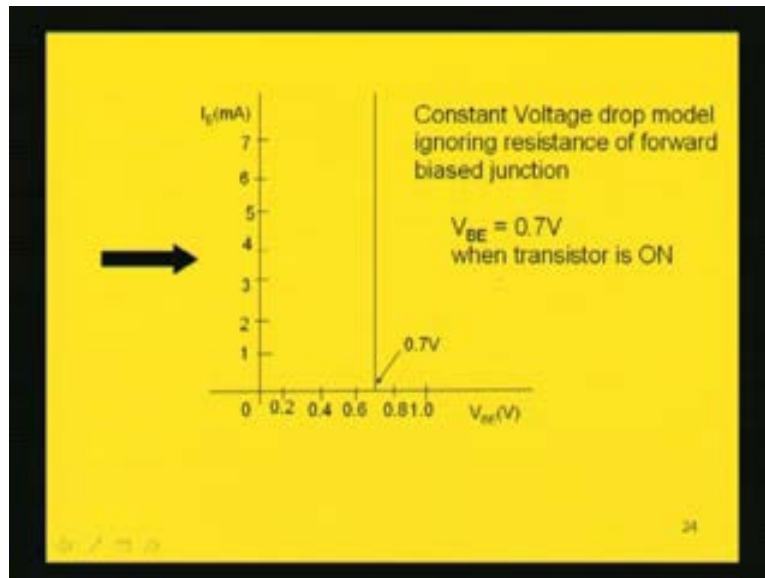 I_E(mA)
7
6
5
4
3
2
1
0 0.2 0.4 0.6 0.8 1.0
V_BE(V)
0.7V
Constant Voltage drop model
ignoring resistance of forward
biased junction
V_BE = 0.7V
when transistor is ON
24